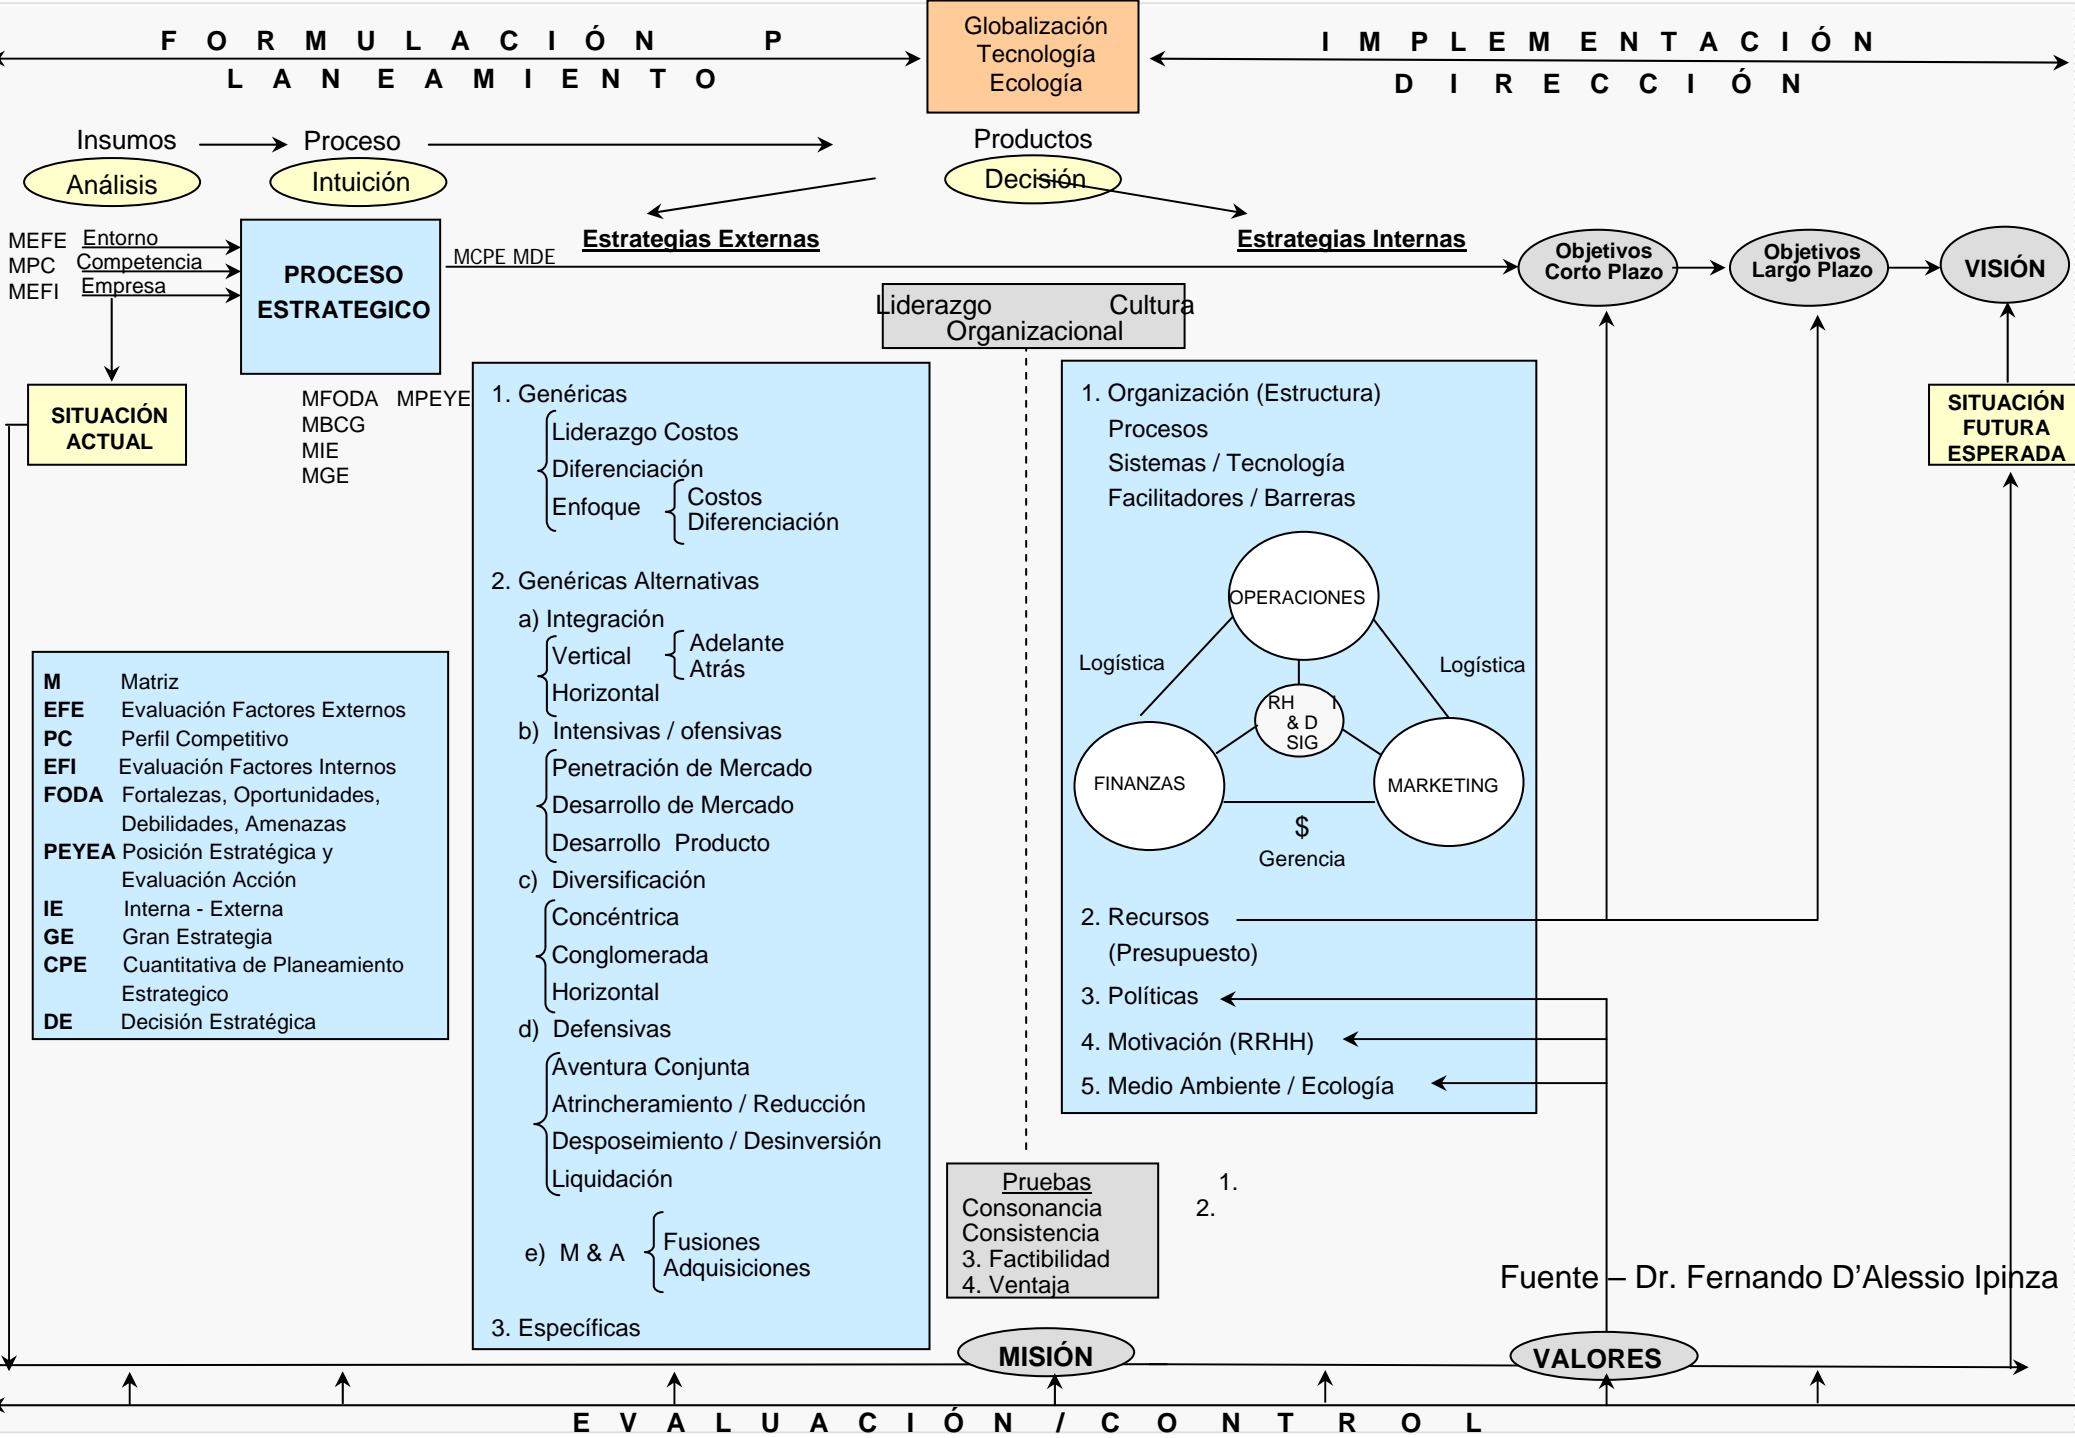 F O R M U L A C I Ó N P
L A N E A M I E N T O
Globalización
Tecnología
Ecología
I M P L E M E N T A C I Ó N
D I R E C C I Ó N
Insumos
Proceso
Productos
Análisis
Intuición
Decisión
MEFE Entorno
MPC Competencia
MEFI Empresa
PROCESO
ESTRATEGICO
MCPE MDE
Estrategias Externas
Estrategias Internas
Objetivos
Corto Plazo
Objetivos
Largo Plazo
VISIÓN
Liderazgo Cultura
Organizacional
SITUACIÓN
ACTUAL
MFODA MPEYE
MBCG
MIE
MGE
1. Genéricas
Liderazgo Costos
Diferenciación
Enfoque
Costos
Diferenciación
2. Genéricas Alternativas
a) Integración
Vertical
Adelante
Atrás
Horizontal
b) Intensivas / ofensivas
Penetración de Mercado
Desarrollo de Mercado
Desarrollo Producto
c) Diversificación
Concéntrica
Conglomerada
Horizontal
d) Defensivas
Aventura Conjunta
Atrincheramiento / Reducción
Desposeimiento / Desinversión
Liquidación
e) M & A
Fusiones
Adquisiciones
3. Específicas
1. Organización (Estructura)
Procesos
Sistemas / Tecnología
Facilitadores / Barreras
OPERACIONES
Logística
Logística
RH I
& D
SIG
FINANZAS
MARKETING
$
Gerencia
2. Recursos
(Presupuesto)
3. Políticas
4. Motivación (RRHH)
5. Medio Ambiente / Ecología
SITUACIÓN
FUTURA
ESPERADA
M Matriz
EFE Evaluación Factores Externos
PC Perfil Competitivo
EFI Evaluación Factores Internos
FODA Fortalezas, Oportunidades,
Debilidades, Amenazas
PEYEA Posición Estratégica y
Evaluación Acción
IE Interna - Externa
GE Gran Estrategia
CPE Cuantitativa de Planeamiento
Estrategico
DE Decisión Estratégica
Pruebas 1.
Consonancia 2.
Consistencia
3. Factibilidad
4. Ventaja
Fuente – Dr. Fernando D’Alessio Ipinza
MISIÓN
VALORES
E V A L U A C I Ó N / C O N T R O L